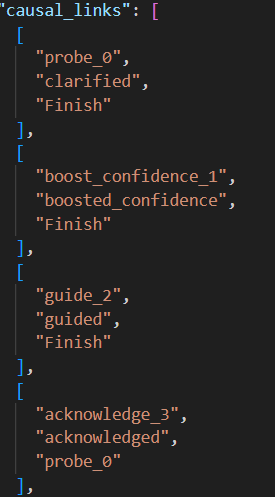 "causal_links": [
[
"probe_0",
"clarified",
"Finish"
],
[
"boost_confidence_1",
"boosted_confidence",
"Finish"
],
[
"guide_2",
"guided",
"Finish"
],
[
"acknowledge_3",
"acknowledged",
"probe_0"
],